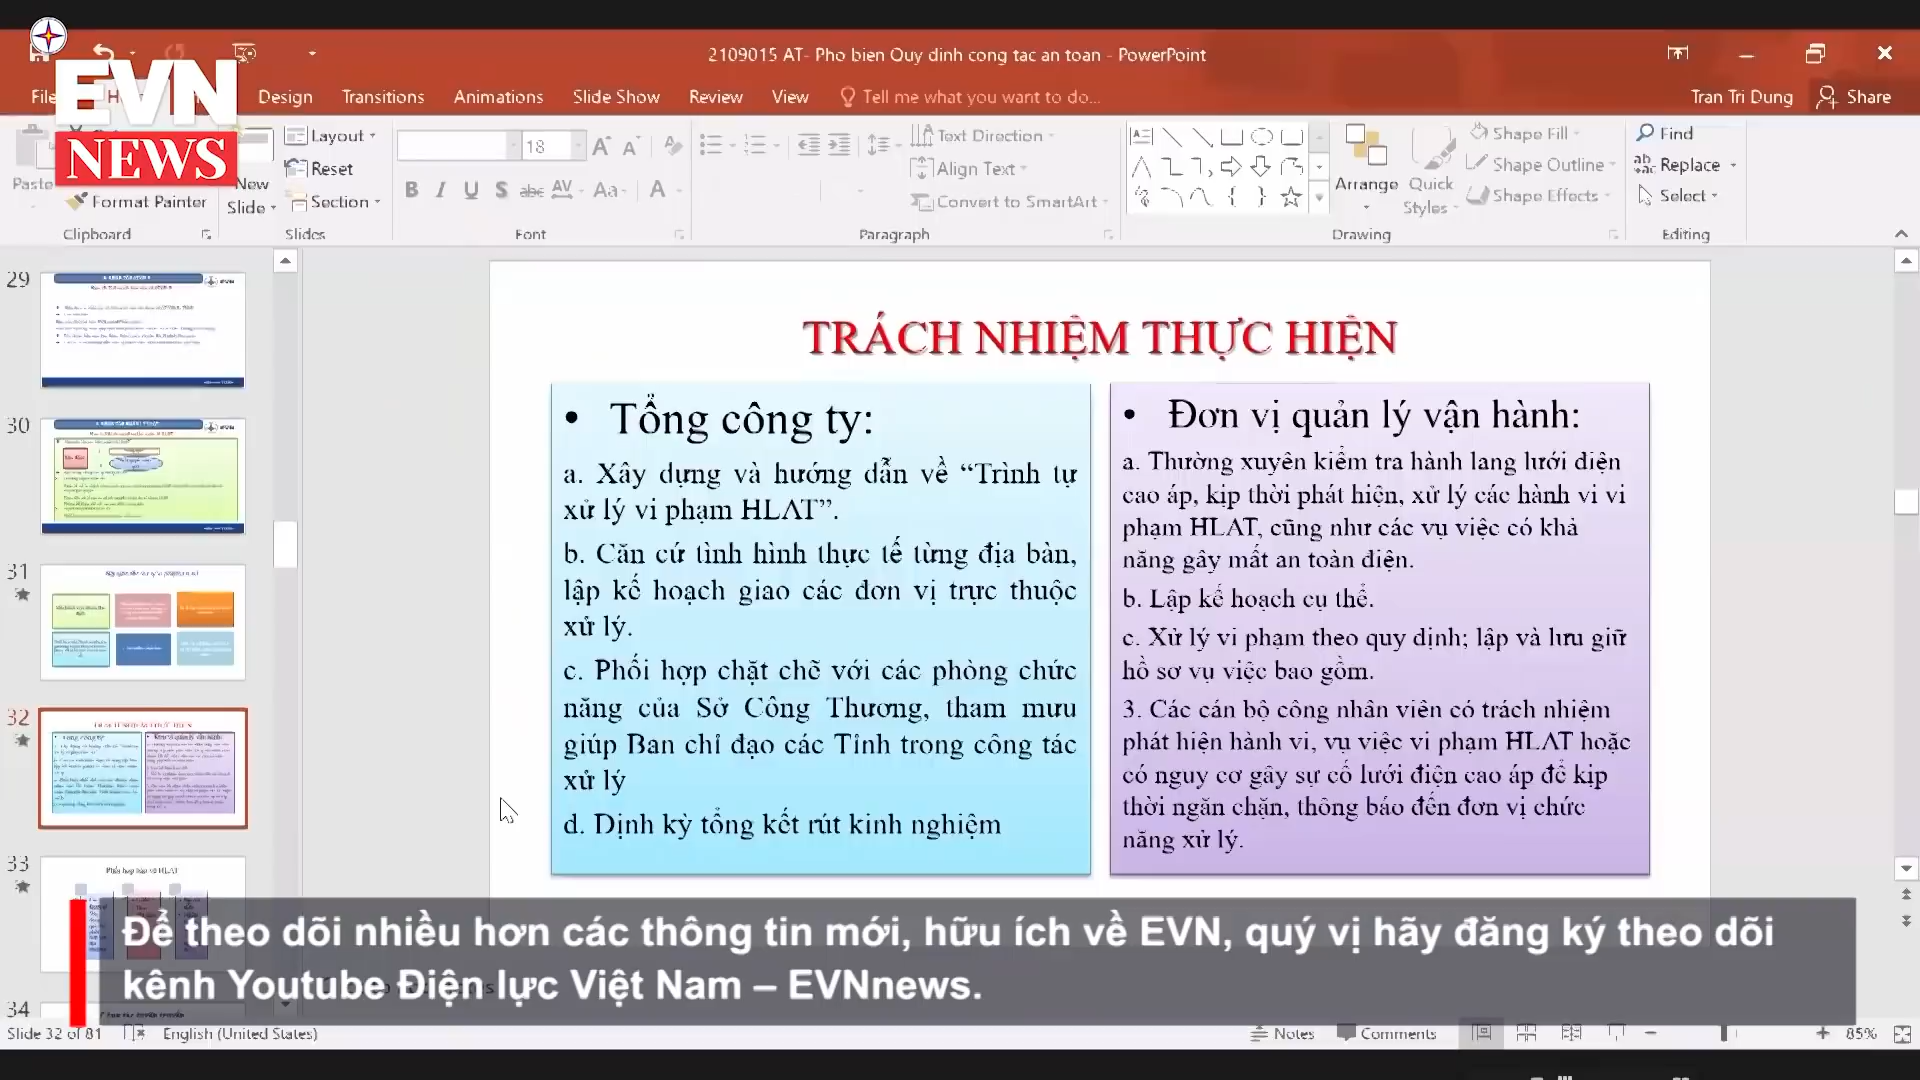 2109015 AT- Pho bien Quy dinh cong tac an toan - PowerPoint
EVN
NEWS
File
Design
Transitions
Animations
Slide Show
Review
View
Tell me what you want to do...
Tran Tri Dung
Share
Paste
Format Painter
Clipboard
New
Slide
Layout
Reset
Section
Slides
18
B I U S abc AV Aa A
Font
Text Direction
Align Text
Convert to SmartArt
Paragraph
Arrange
Quick
Styles
Shape Fill
Shape Outline
Shape Effects
Drawing
Find
Replace
Select
Editing
29
30
31
32
33
Phối hợp bảo vệ HLAT
34
TRÁCH NHIỆM THỰC HIỆN
• Tổng công ty:
a. Xây dựng và hướng dẫn về “Trình tự
xử lý vi phạm HLAT”.
b. Căn cứ tình hình thực tế từng địa bàn,
lập kế hoạch giao các đơn vị trực thuộc
xử lý.
c. Phối hợp chặt chẽ với các phòng chức
năng của Sở Công Thương, tham mưu
giúp Ban chỉ đạo các Tỉnh trong công tác
xử lý
d. Định kỳ tổng kết rút kinh nghiệm
• Đơn vị quản lý vận hành:
a. Thường xuyên kiểm tra hành lang lưới điện
cao áp, kịp thời phát hiện, xử lý các hành vi vi
phạm HLAT, cũng như các vụ việc có khả
năng gây mất an toàn điện.
b. Lập kế hoạch cụ thể.
c. Xử lý vi phạm theo quy định; lập và lưu giữ
hồ sơ vụ việc bao gồm.
3. Các cán bộ công nhân viên có trách nhiệm
phát hiện hành vi, vụ việc vi phạm HLAT hoặc
có nguy cơ gây sự cố lưới điện cao áp để kịp
thời ngăn chặn, thông báo đến đơn vị chức
năng xử lý.
Để theo dõi nhiều hơn các thông tin mới, hữu ích về EVN, quý vị hãy đăng ký theo dõi
kênh Youtube Điện lực Việt Nam – EVNnews.
Slide 32 of 81
English (United States)
Notes
Comments
85%